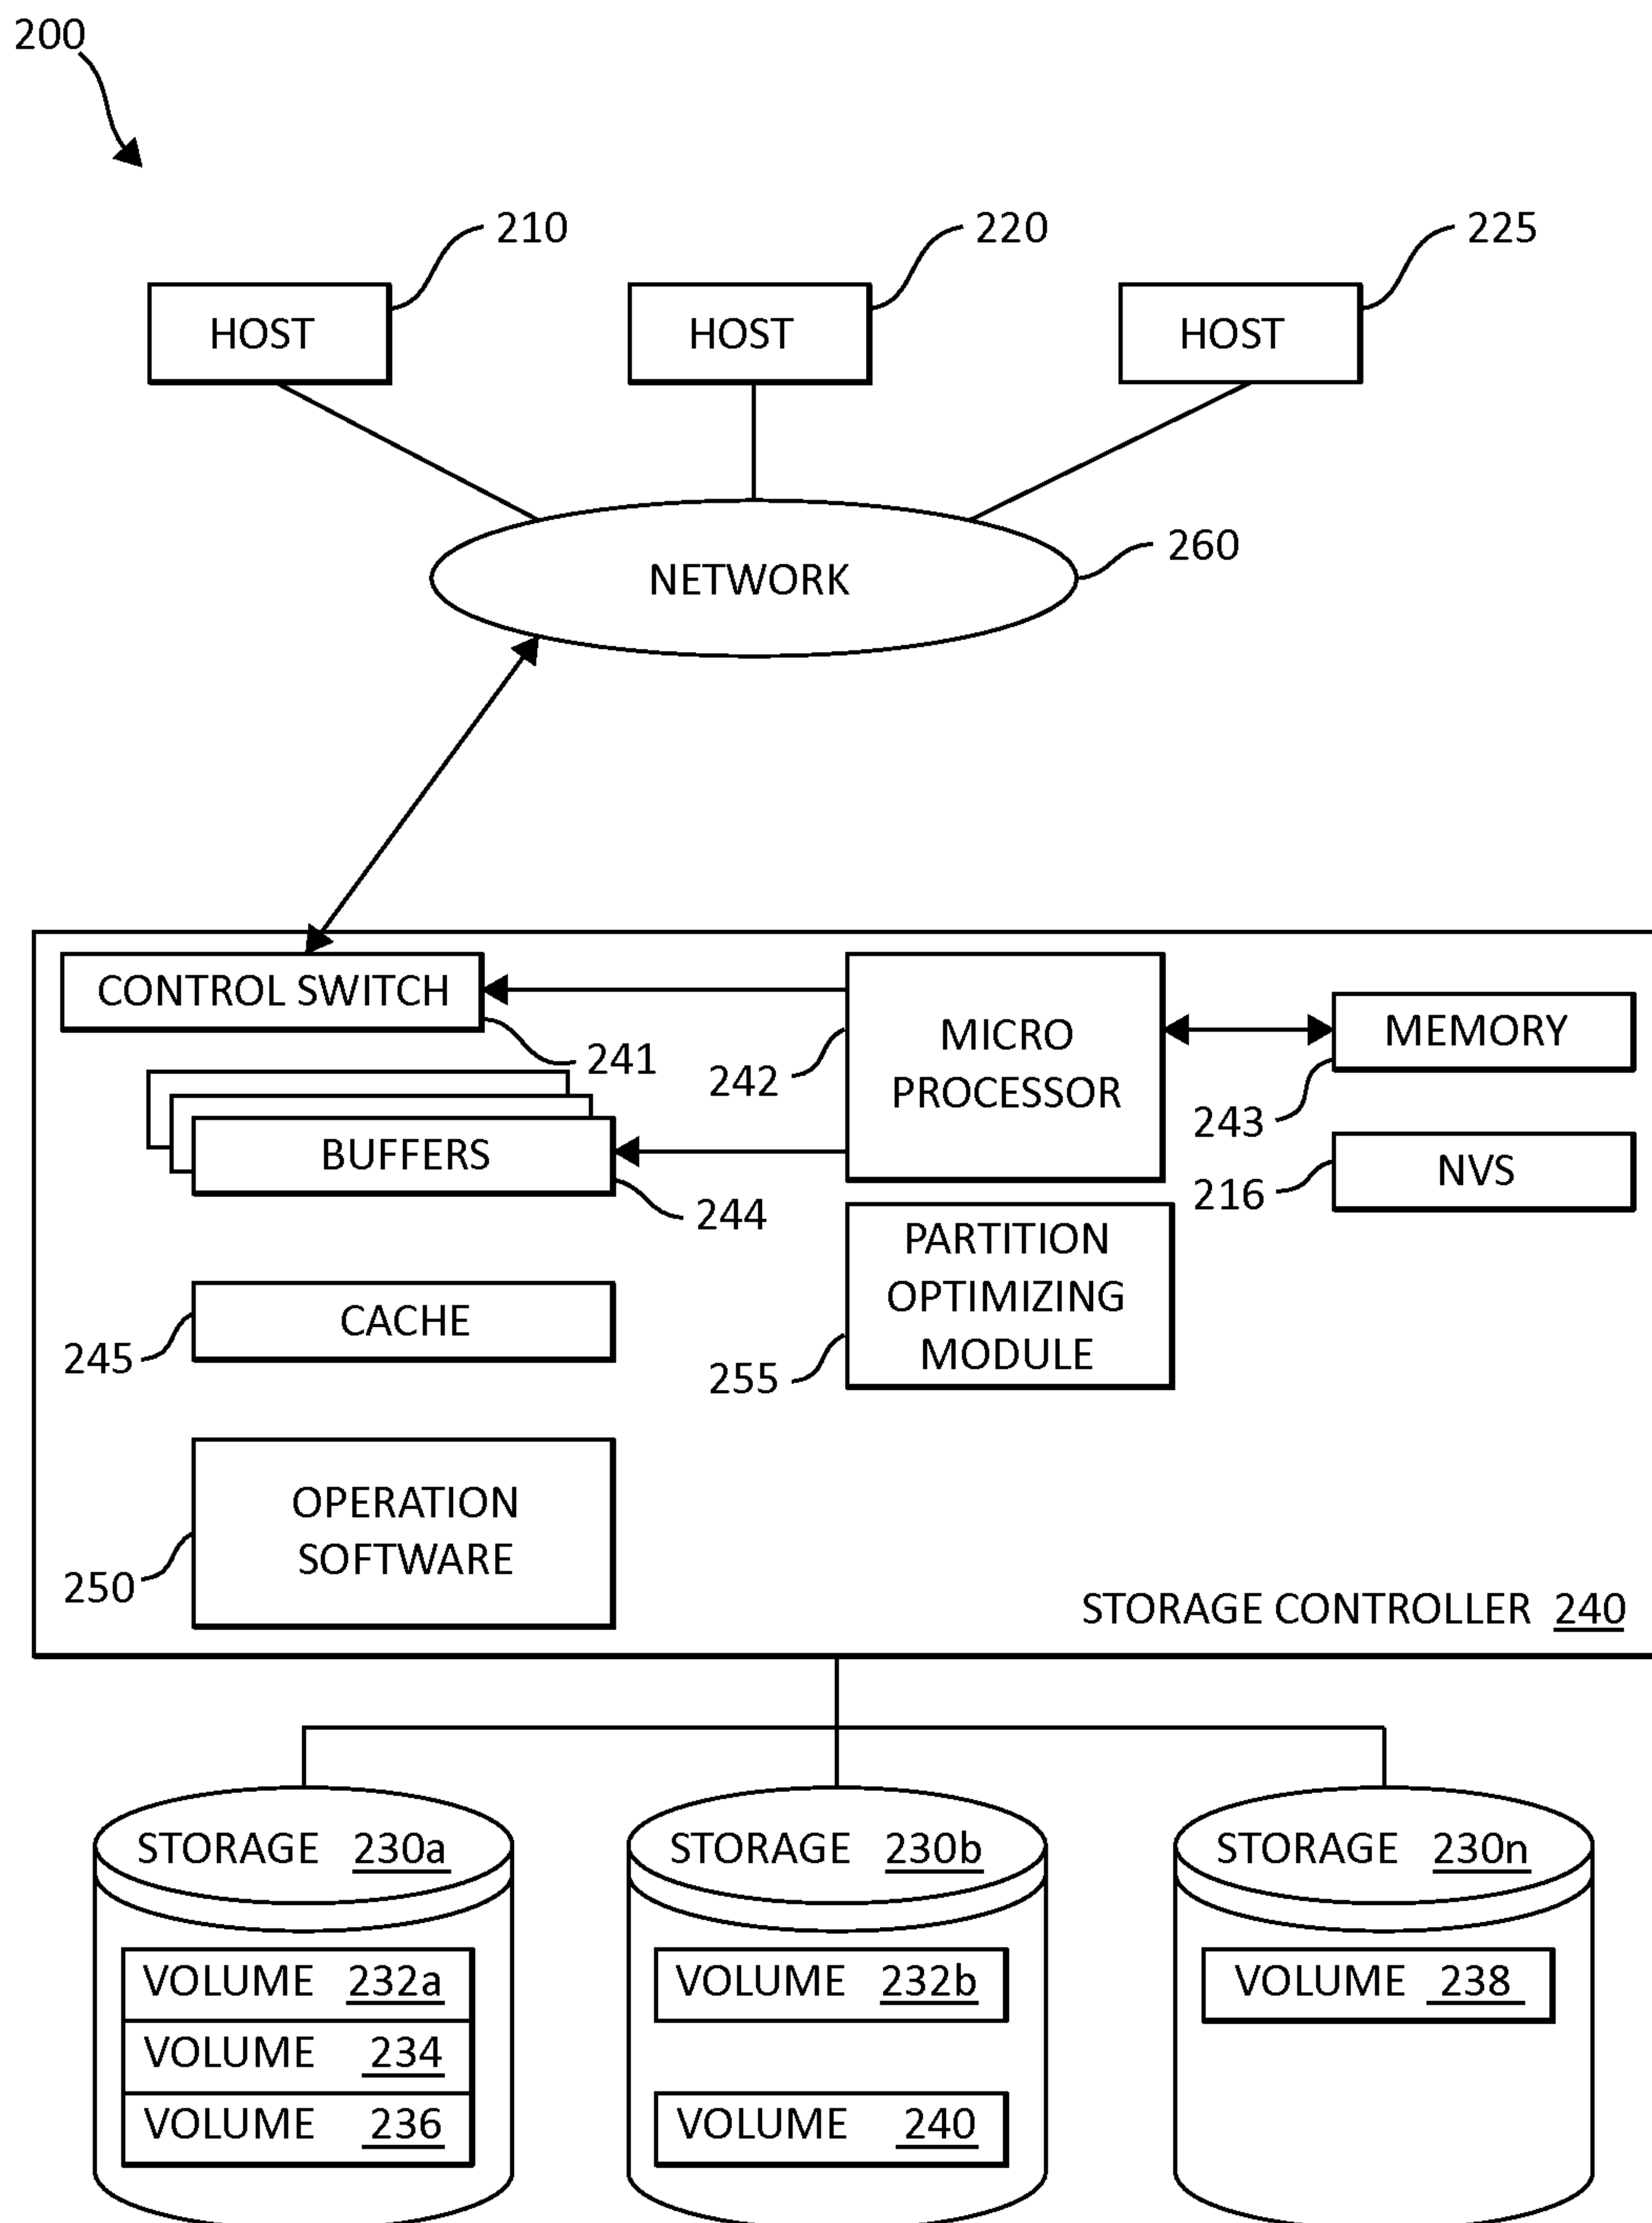 200
210
220
225
HOST
HOST
HOST
260
NETWORK
CONTROL SWITCH
241
MICRO
PROCESSOR
242
MEMORY
243
BUFFERS
244
NVS
216
PARTITION
OPTIMIZING
MODULE
255
CACHE
245
OPERATION
SOFTWARE
250
STORAGE CONTROLLER 240
STORAGE 230a
STORAGE 230b
STORAGE 230n
VOLUME 232a
VOLUME 234
VOLUME 236
VOLUME 232b
VOLUME 240
VOLUME 238